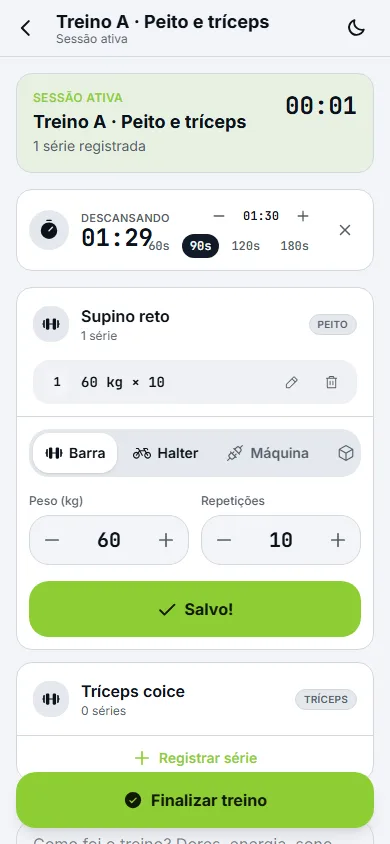 Treino A · Peito e tríceps
Sessão ativa
SESSÃO ATIVA
00:01
Treino A · Peito e tríceps
1 série registrada
DESCANSANDO
01:29
01:30
60s 90s 120s 180s
Supino reto
1 série
PEITO
1 60 kg × 10
Barra Halter Máquina
Peso (kg) Repetições
60 10
Salvo!
Tríceps coice
0 séries
TRÍCEPS
Registrar série
Finalizar treino
Como foi o treino? Dores, energia, sono